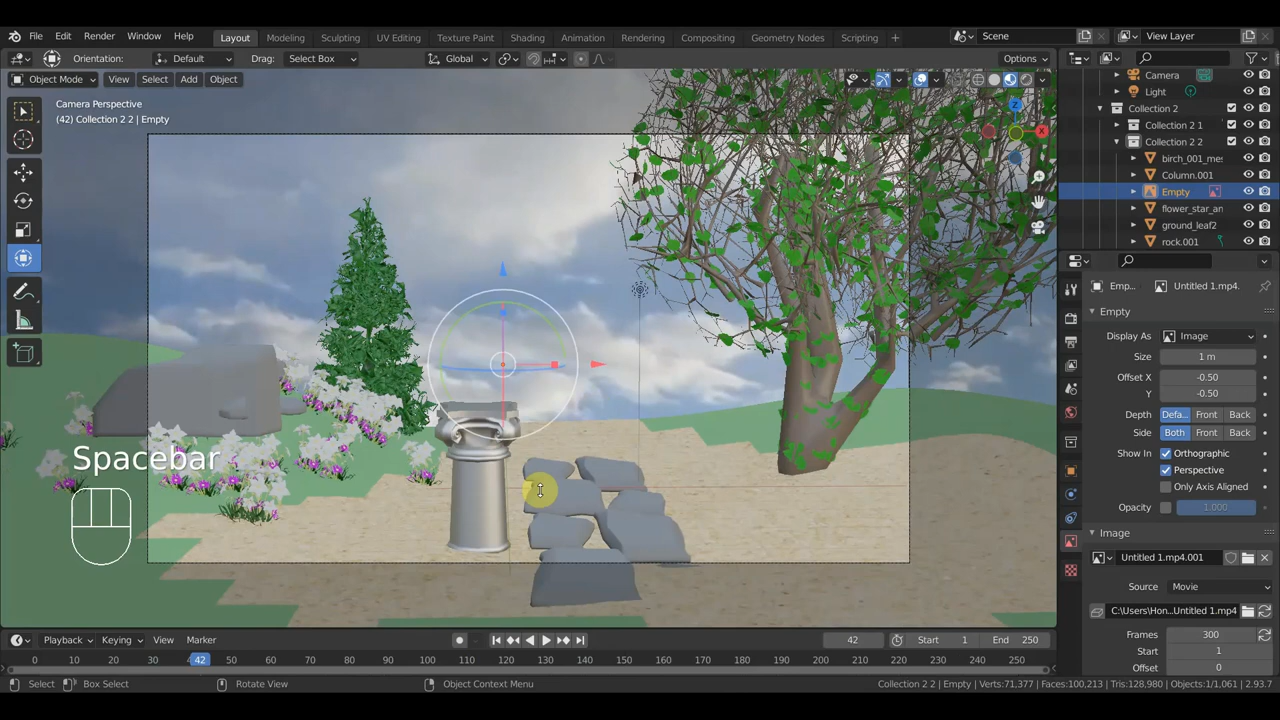 File Edit Render Window Help Layout Modeling Sculpting UV Editing Texture Paint Shading Animation Rendering Compositing Geometry Nodes Scripting + Scene View Layer
Orientation: Default Drag: Select Box Global Options
Object Mode View Select Add Object
Camera Perspective
(42) Collection 2 2 | Empty
X
Z
Camera
Light
Collection 2
Collection 2 1
Collection 2 2
birch_001_mes
Column.001
Empty
flower_star_an
ground_leaf2
rock.001
Emp... Untitled 1.mp4.
Empty
Display As Image
Size 1 m
Offset X -0.50
Y -0.50
Depth Defa... Front Back
Side Both Front Back
Show In Orthographic
Perspective
Only Axis Aligned
Opacity 1.000
Image
Untitled 1.mp4.001
Source Movie
C:\Users\Hon...Untitled 1.mp4
Frames 300
Start 1
Offset 0
Spacebar
Playback Keying View Marker 42 Start 1 End 250
0 10 20 30 42 50 60 70 80 90 100 110 120 130 140 150 160 170 180 190 200 210 220 230 240 250
Select Box Select Rotate View Object Context Menu Collection 2 2 | Empty | Verts:71,377 | Faces:100,213 | Tris:128,980 | Objects:1/1,061 | 2.93.7